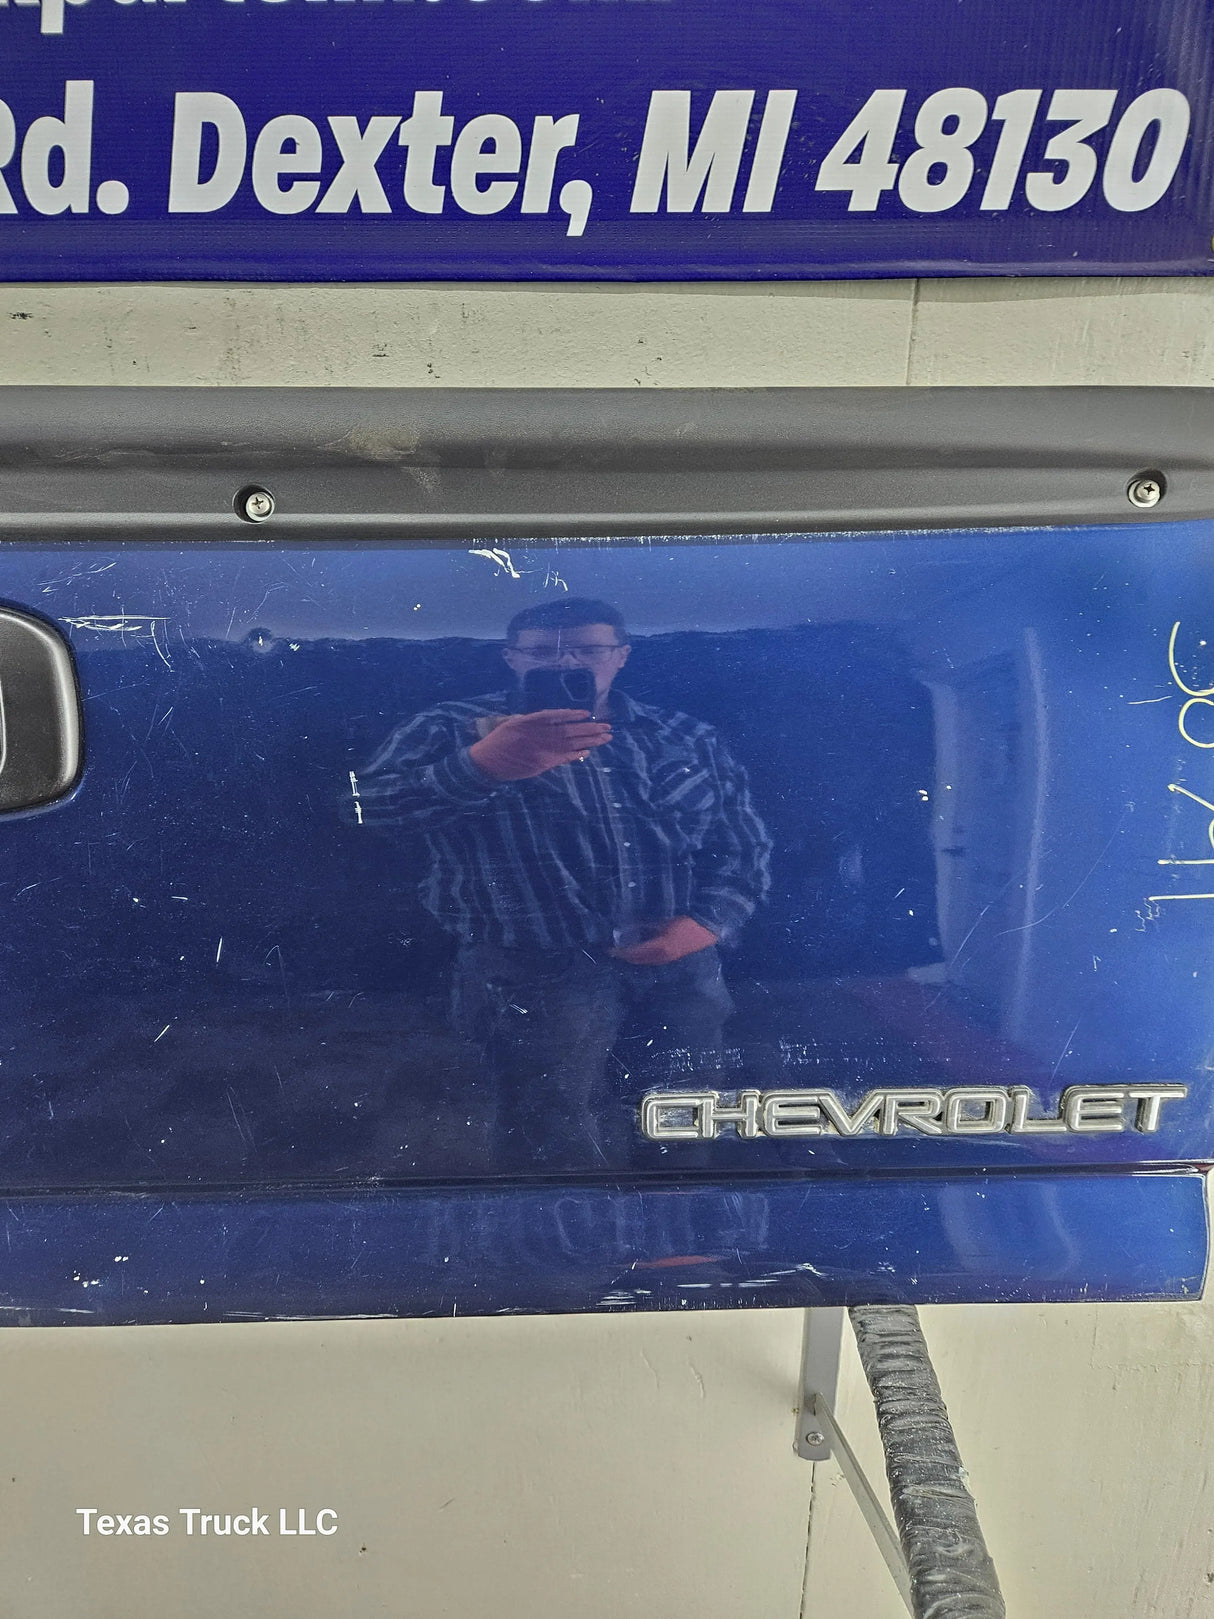 Rd. Dexter, MI 48130
CHEVROLET
Texas Truck LLC